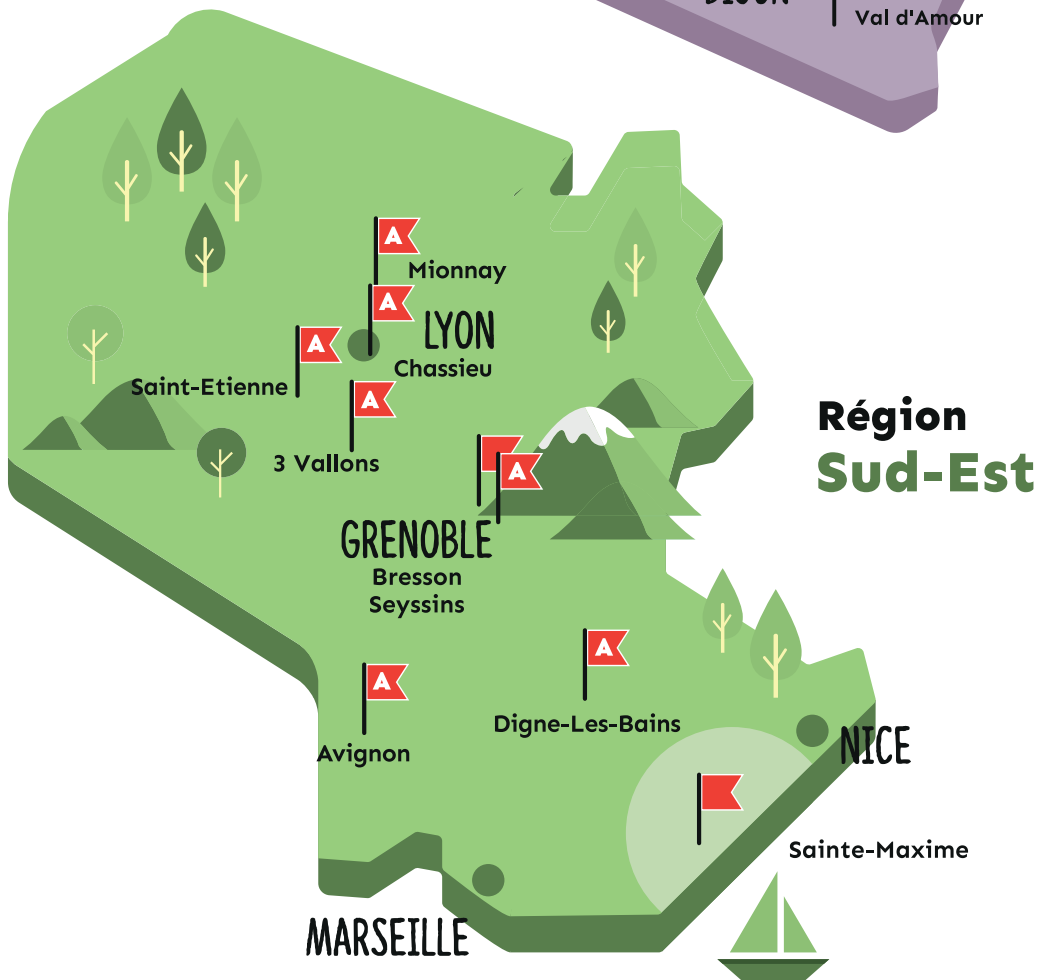 Val d'Amour
A
Mionnay
A
LYON
A
Chassieu
Saint-Etienne
A
Région
Sud-Est
3 Vallons
A
GRENOBLE
Bresson
Seyssins
A
A
Digne-Les-Bains
Avignon
NICE
Sainte-Maxime
MARSEILLE